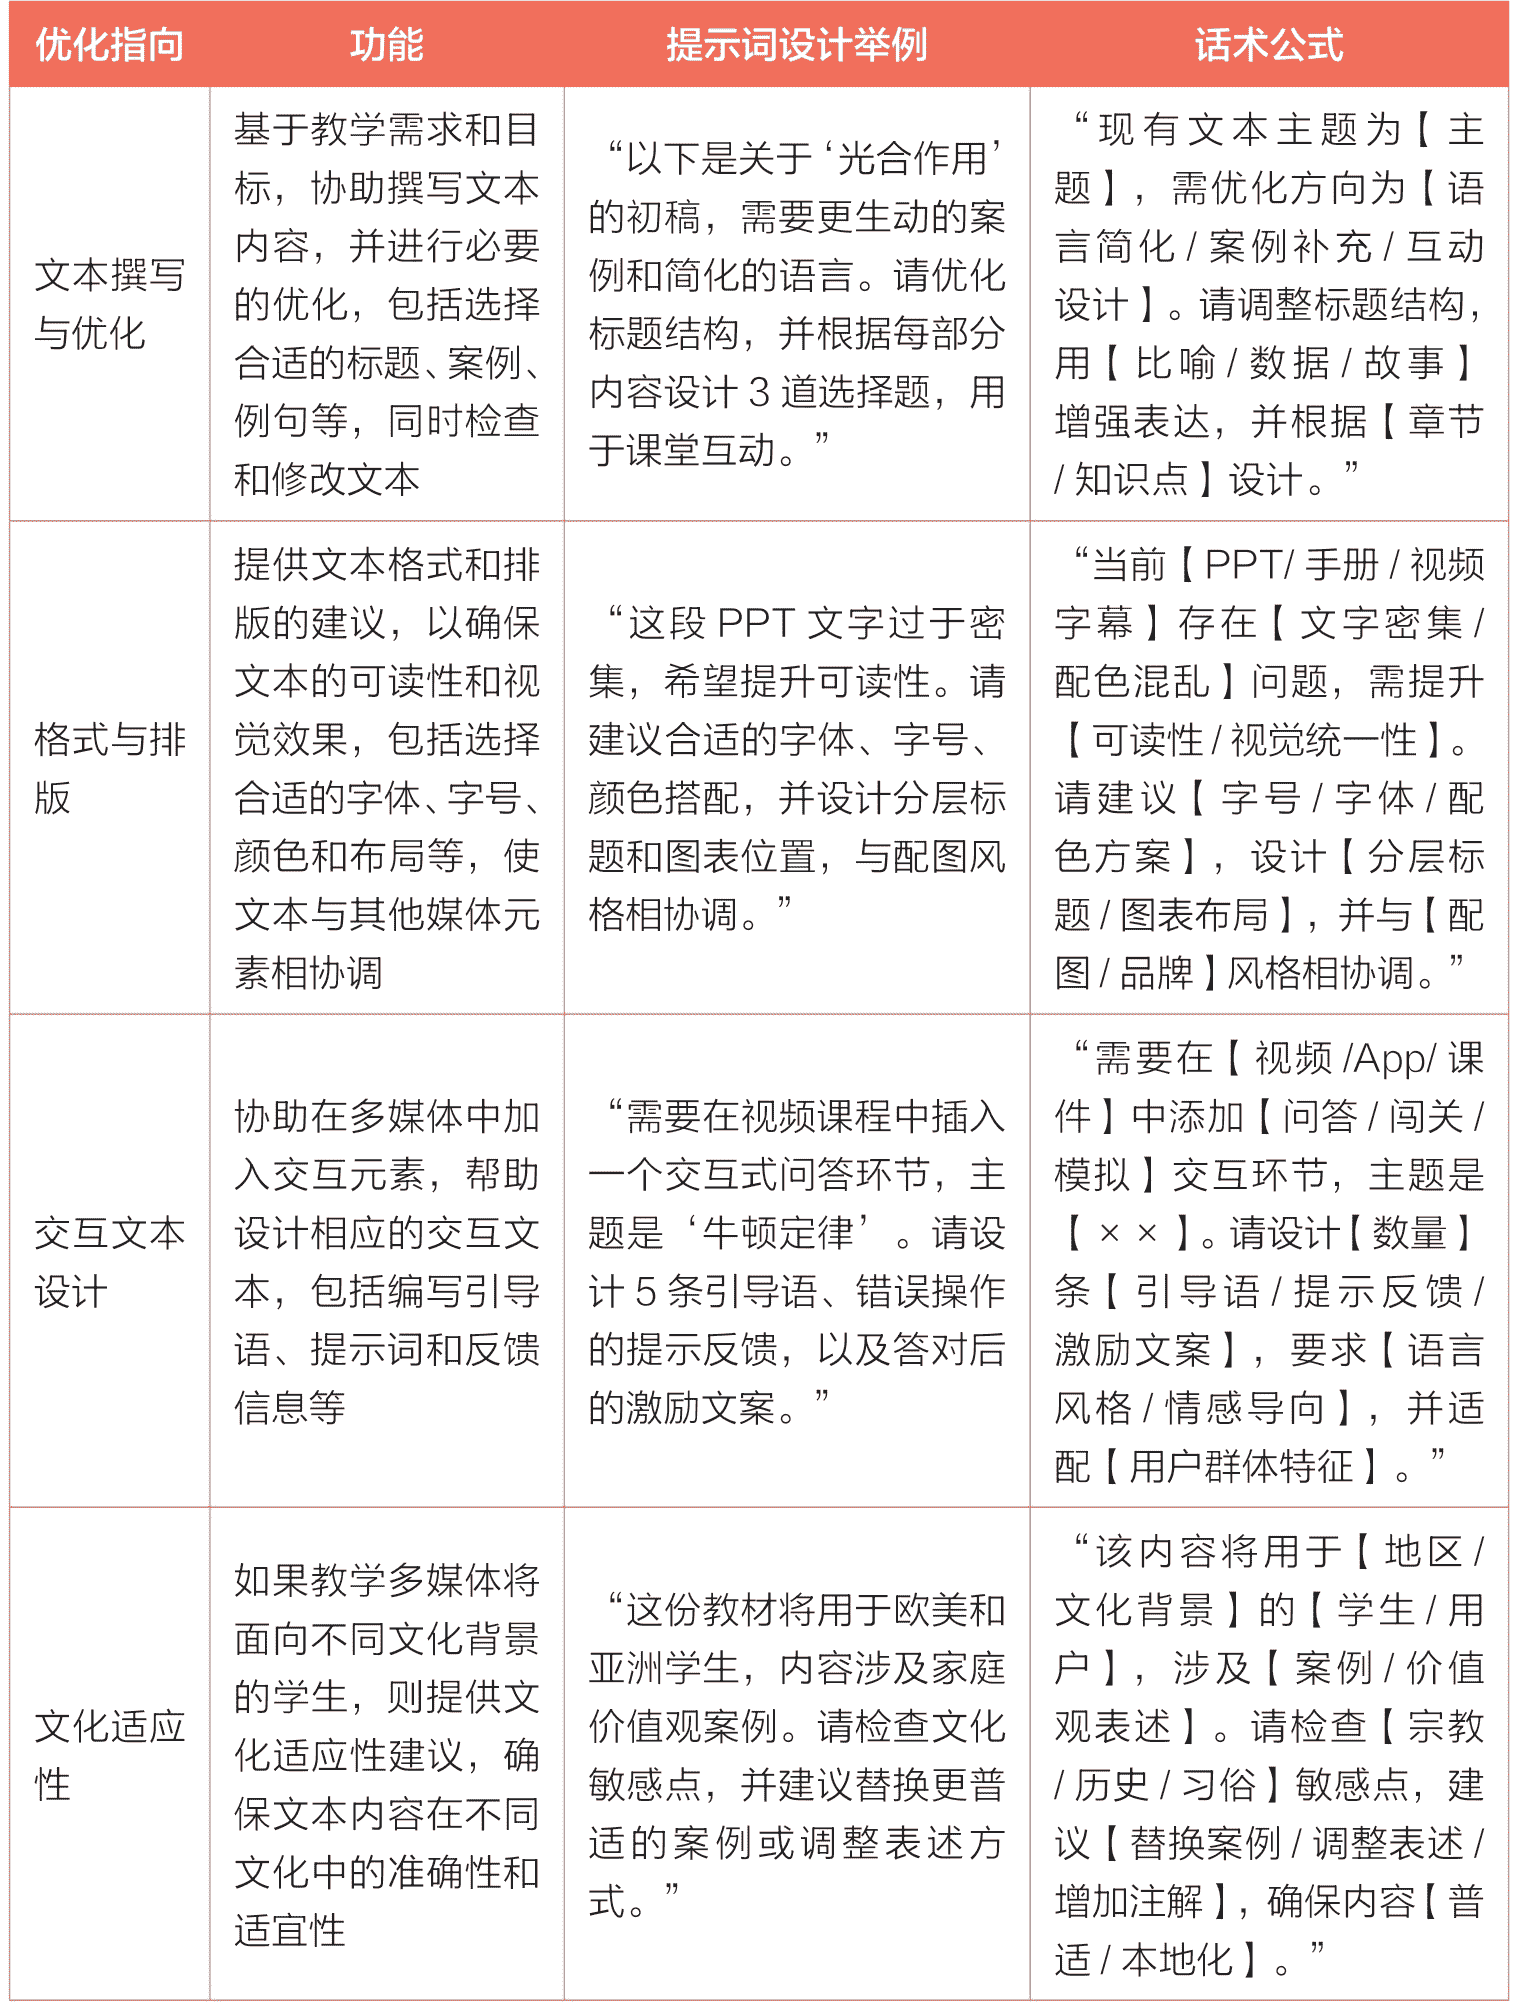 优化指向
功能
提示词设计举例
话术公式
文本撰写
与优化
基于教学需求和目
标，协助撰写文本
内容，并进行必要
的优化，包括选择
合适的标题、案例、
例句等，同时检查
和修改文本
“以下是关于‘光合作用’
的初稿，需要更生动的案
例和简化的语言。请优化
标题结构，并根据每部分
内容设计 3 道选择题，用
于课堂互动。”
“现有文本主题为【主
题】，需优化方向为【语
言简化 / 案例补充 / 互动
设计】。请调整标题结构，
用【比喻 / 数据 / 故事】
增强表达，并根据【章节
/ 知识点】设计。”
格式与排
版
提供文本格式和排
版的建议，以确保
文本的可读性和视
觉效果，包括选择
合适的字体、字号、
颜色和布局等，使
文本与其他媒体元
素相协调
“这段 PPT 文字过于密
集，希望提升可读性。请
建议合适的字体、字号、
颜色搭配，并设计分层标
题和图表位置，与配图风
格相协调。”
“当前【PPT/ 手册 / 视频
字幕】存在【文字密集 /
配色混乱】问题，需提升
【可读性 / 视觉统一性】。
请建议【字号 / 字体 / 配
色方案】，设计【分层标
题 / 图表布局】，并与【配
图 / 品牌】风格相协调。”
交互文本
设计
协助在多媒体中加
入交互元素，帮助
设计相应的交互文
本，包括编写引导
语、提示词和反馈
信息等
“需要在视频课程中插入
一个交互式问答环节，主
题是‘牛顿定律’。请设
计 5 条引导语、错误操作
的提示反馈，以及答对后
的激励文案。”
“需要在【视频 /App/ 课
件】中添加【问答 / 闯关 /
模拟】交互环节，主题是
【××】。请设计【数量】
条【引导语 / 提示反馈 /
激励文案】，要求【语言
风格 / 情感导向】，并适
配【用户群体特征】。”
文化适应
性
如果教学多媒体将
面向不同文化背景
的学生，则提供文
化适应性建议，确
保文本内容在不同
文化中的准确性和
适宜性
“这份教材将用于欧美和
亚洲学生，内容涉及家庭
价值观案例。请检查文化
敏感点，并建议替换更普
适的案例或调整表述方
式。”
“该内容将用于【地区 /
文化背景】的【学生 / 用
户】，涉及【案例 / 价值
观表述】。请检查【宗教
/ 历史 / 习俗】敏感点，建
议【替换案例 / 调整表述 /
增加注解】，确保内容【普
适 / 本地化】。”